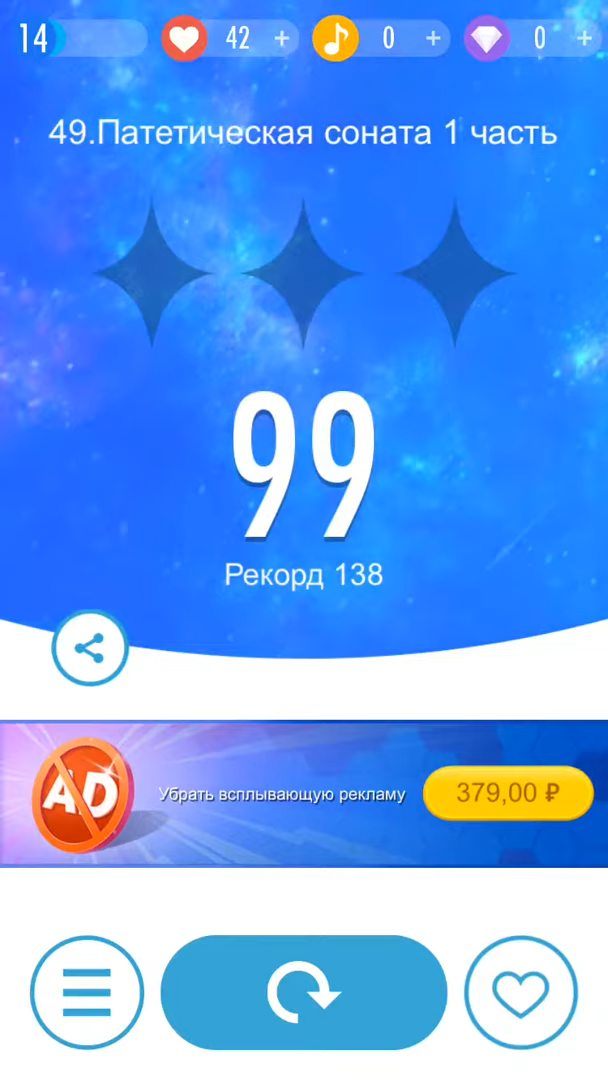 14 42 + 0 + 0 +
49.Патетическая соната 1 часть
99
Рекорд 138
AD Убрать всплывающую рекламу 379,00 ₽